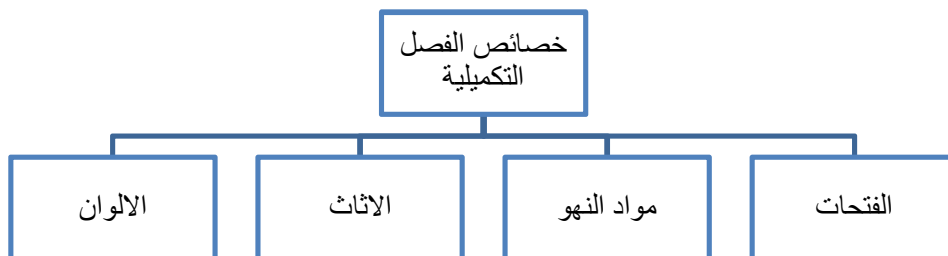 خصائص الفصل
التكميلية
الفتحات
مواد النهو
الاثاث
الالوان